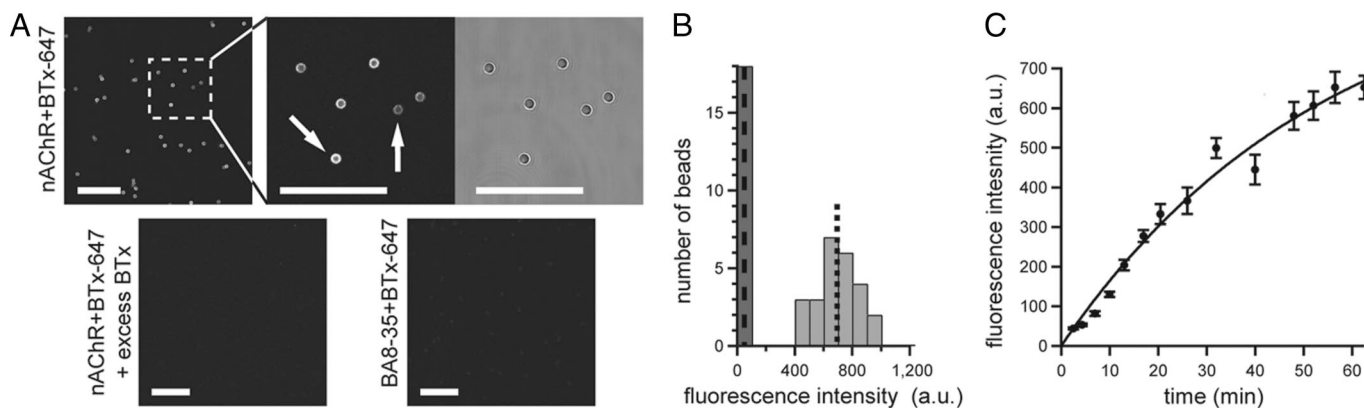 A
nAChR+BTx-647
nAChR+BTx-647
+ excess BTx
BA8-35+BTx-647
B
number of beads
15
10
5
0
0
400
800
1,200
fluorescence intensity (a.u.)
C
fluorescence intesnity (a.u.)
700
600
500
400
300
200
100
0
0
10
20
30
40
50
60
time (min)